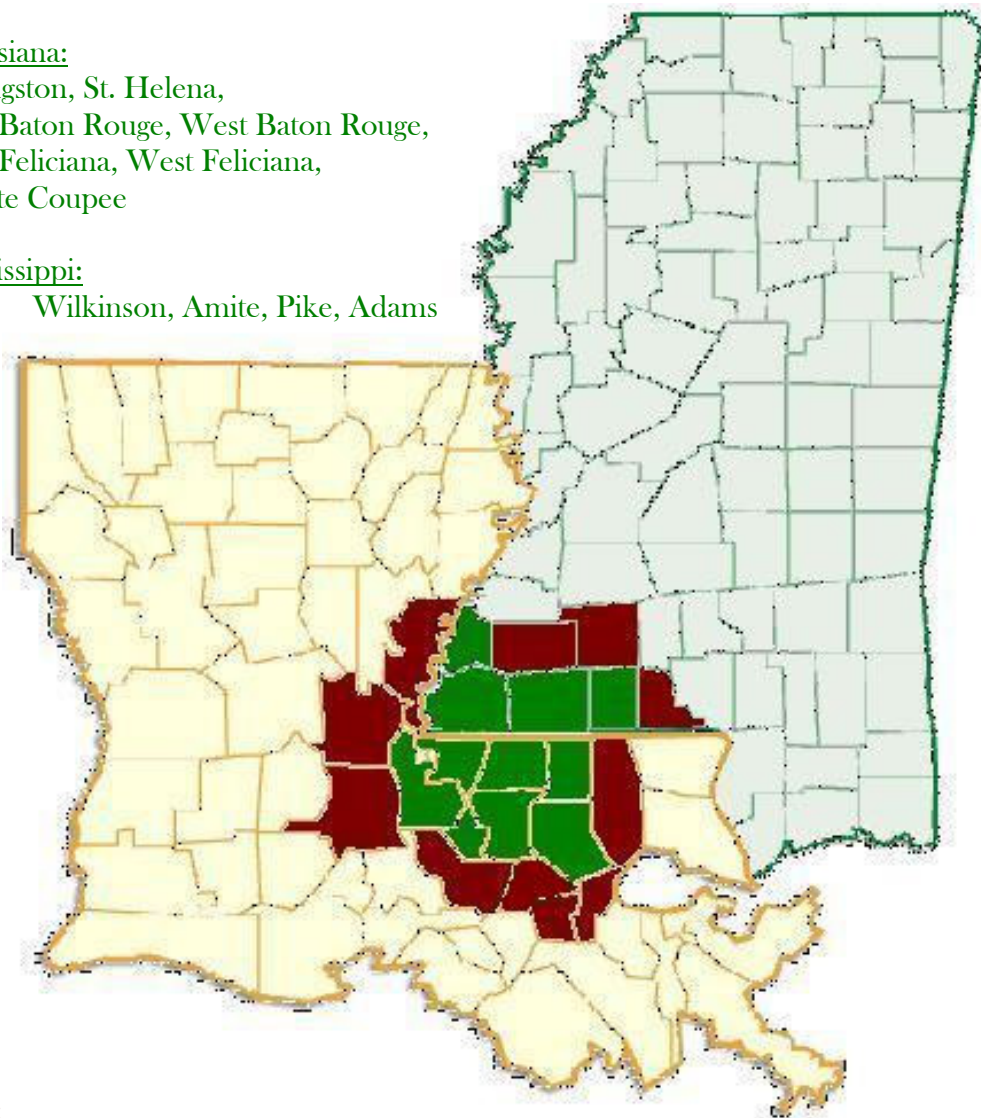 siana:
gston, St. Helena,
Baton Rouge, West Baton Rouge,
Feliciana, West Feliciana,
te Coupee
issippi:
Wilkinson, Amite, Pike, Adams